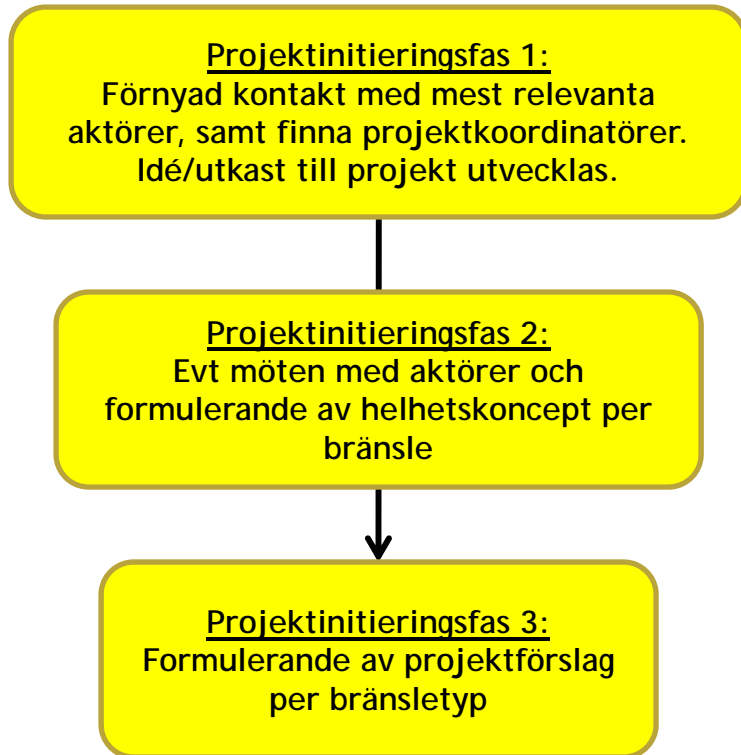 Projektinitieringsfas 1:
Förnyad kontakt med mest relevanta
aktörer, samt finna projektkoordinatörer.
Idé/utkast till projekt utvecklas.
Projektinitieringsfas 2:
Evt möten med aktörer och
formulerande av helhetskoncept per
bränsle
Projektinitieringsfas 3:
Formulerande av projektförslag
per bränsletyp